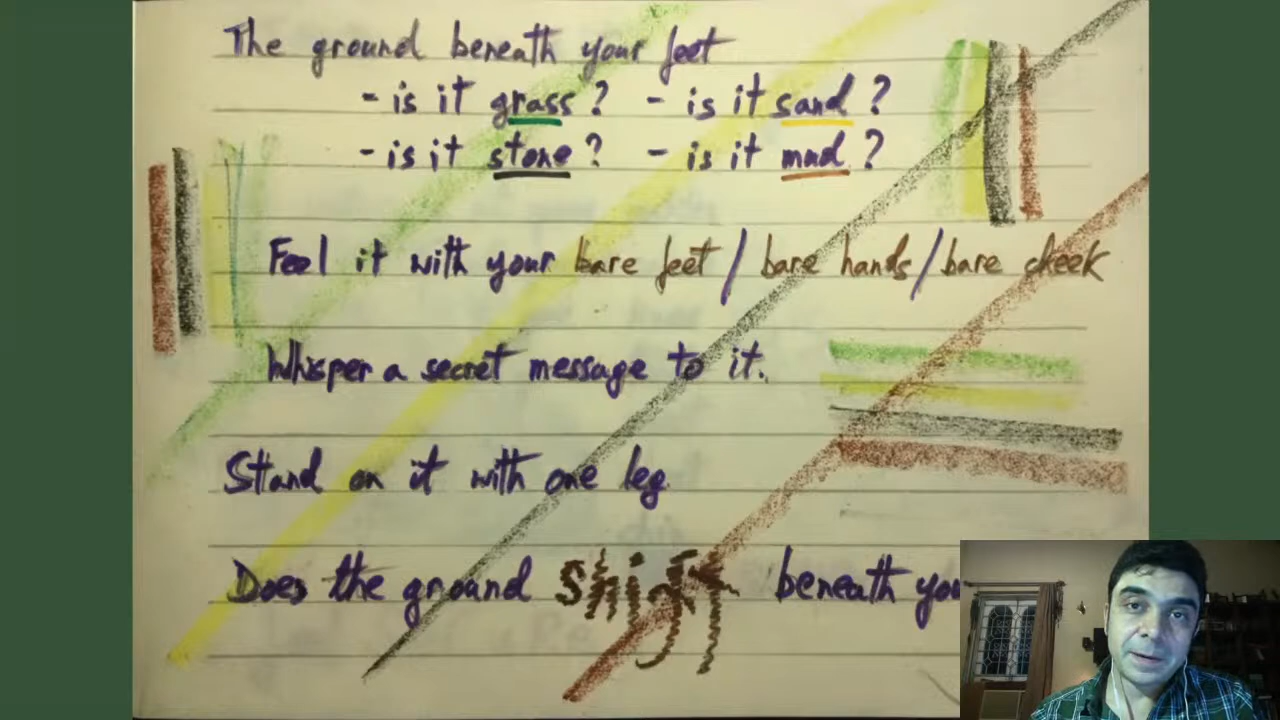 The ground beneath your feet
- is it grass? - is it sand?
- is it stone? - is it mud?
Feel it with your bare feet / bare hands / bare cheek
Whisper a secret message to it.
Stand on it with one leg
Does the ground shift beneath you